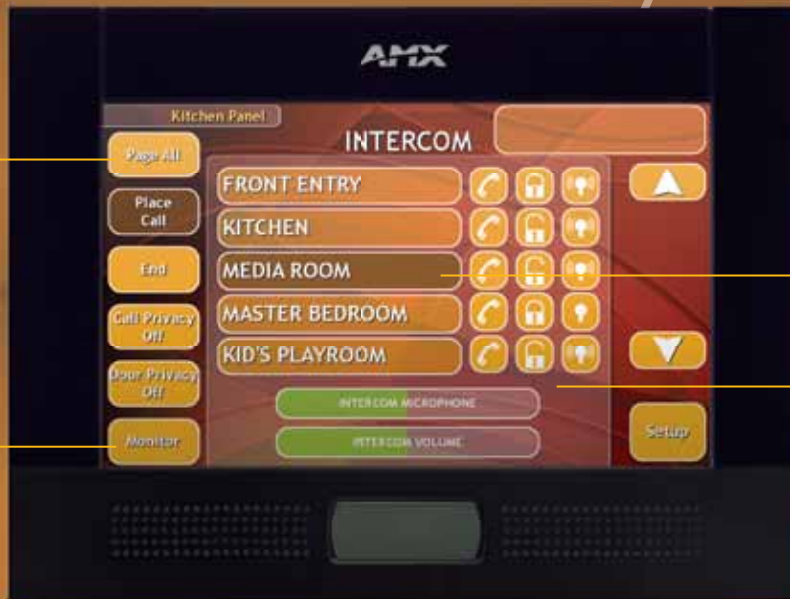 AMX
Kitchen Panel
INTERCOM
Page All
Place
Call
End
Call Privacy
Off
Door Privacy
Off
Monitor
FRONT ENTRY
KITCHEN
MEDIA ROOM
MASTER BEDROOM
KID'S PLAYROOM
INTERCOM MICROPHONE
INTERCOM VOLUME
Setup